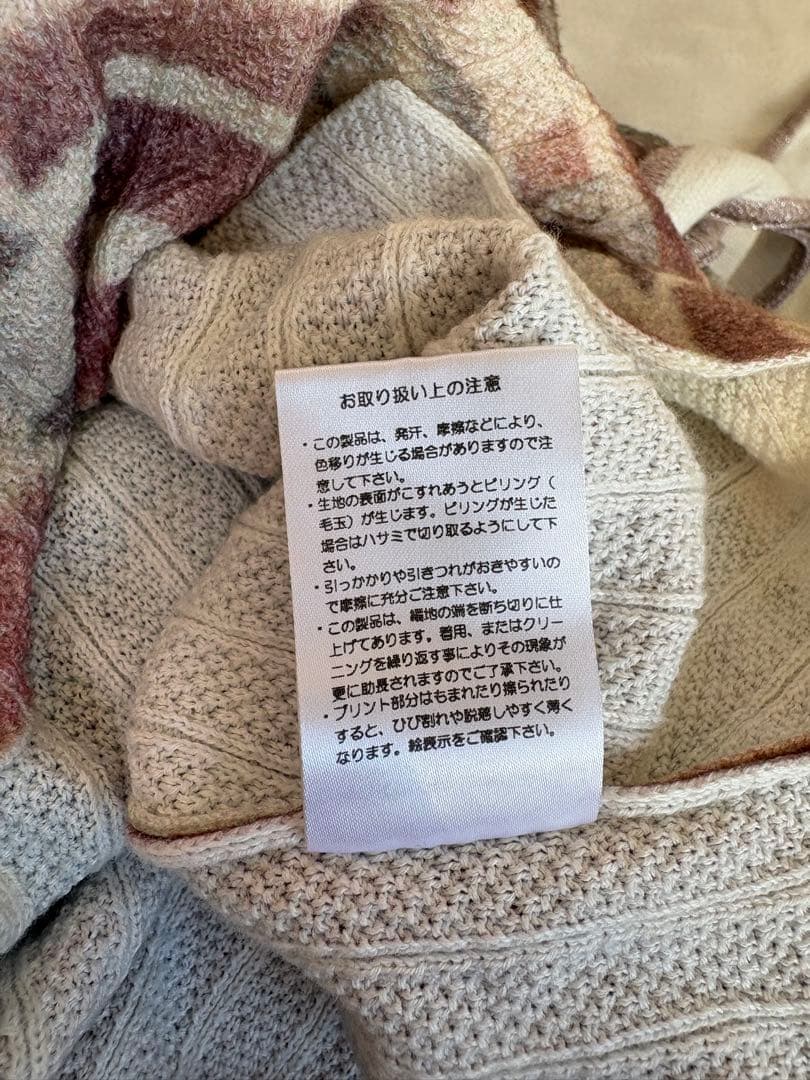 お取り扱い上の注意
・この製品は、発汗、摩擦などにより、
色移りが生じる場合がありますので注
意して下さい。
・生地の表面がこすれあうとピリング（
毛玉）が生じます。ピリングが生じた
場合はハサミで切り取るようにして下
さい。
・引っかかりや引きつれがおきやすいの
で摩擦に充分ご注意下さい。
・この製品は、編地の端を断ち切りに仕
上げてあります。着用、またはクリー
ニングを繰り返す事によりその現象が
更に助長されますのでご了承下さい。
・プリント部分はもまれたり擦られたり
すると、ひび割れや脱落しやすく薄く
なります。絵表示をご確認下さい。